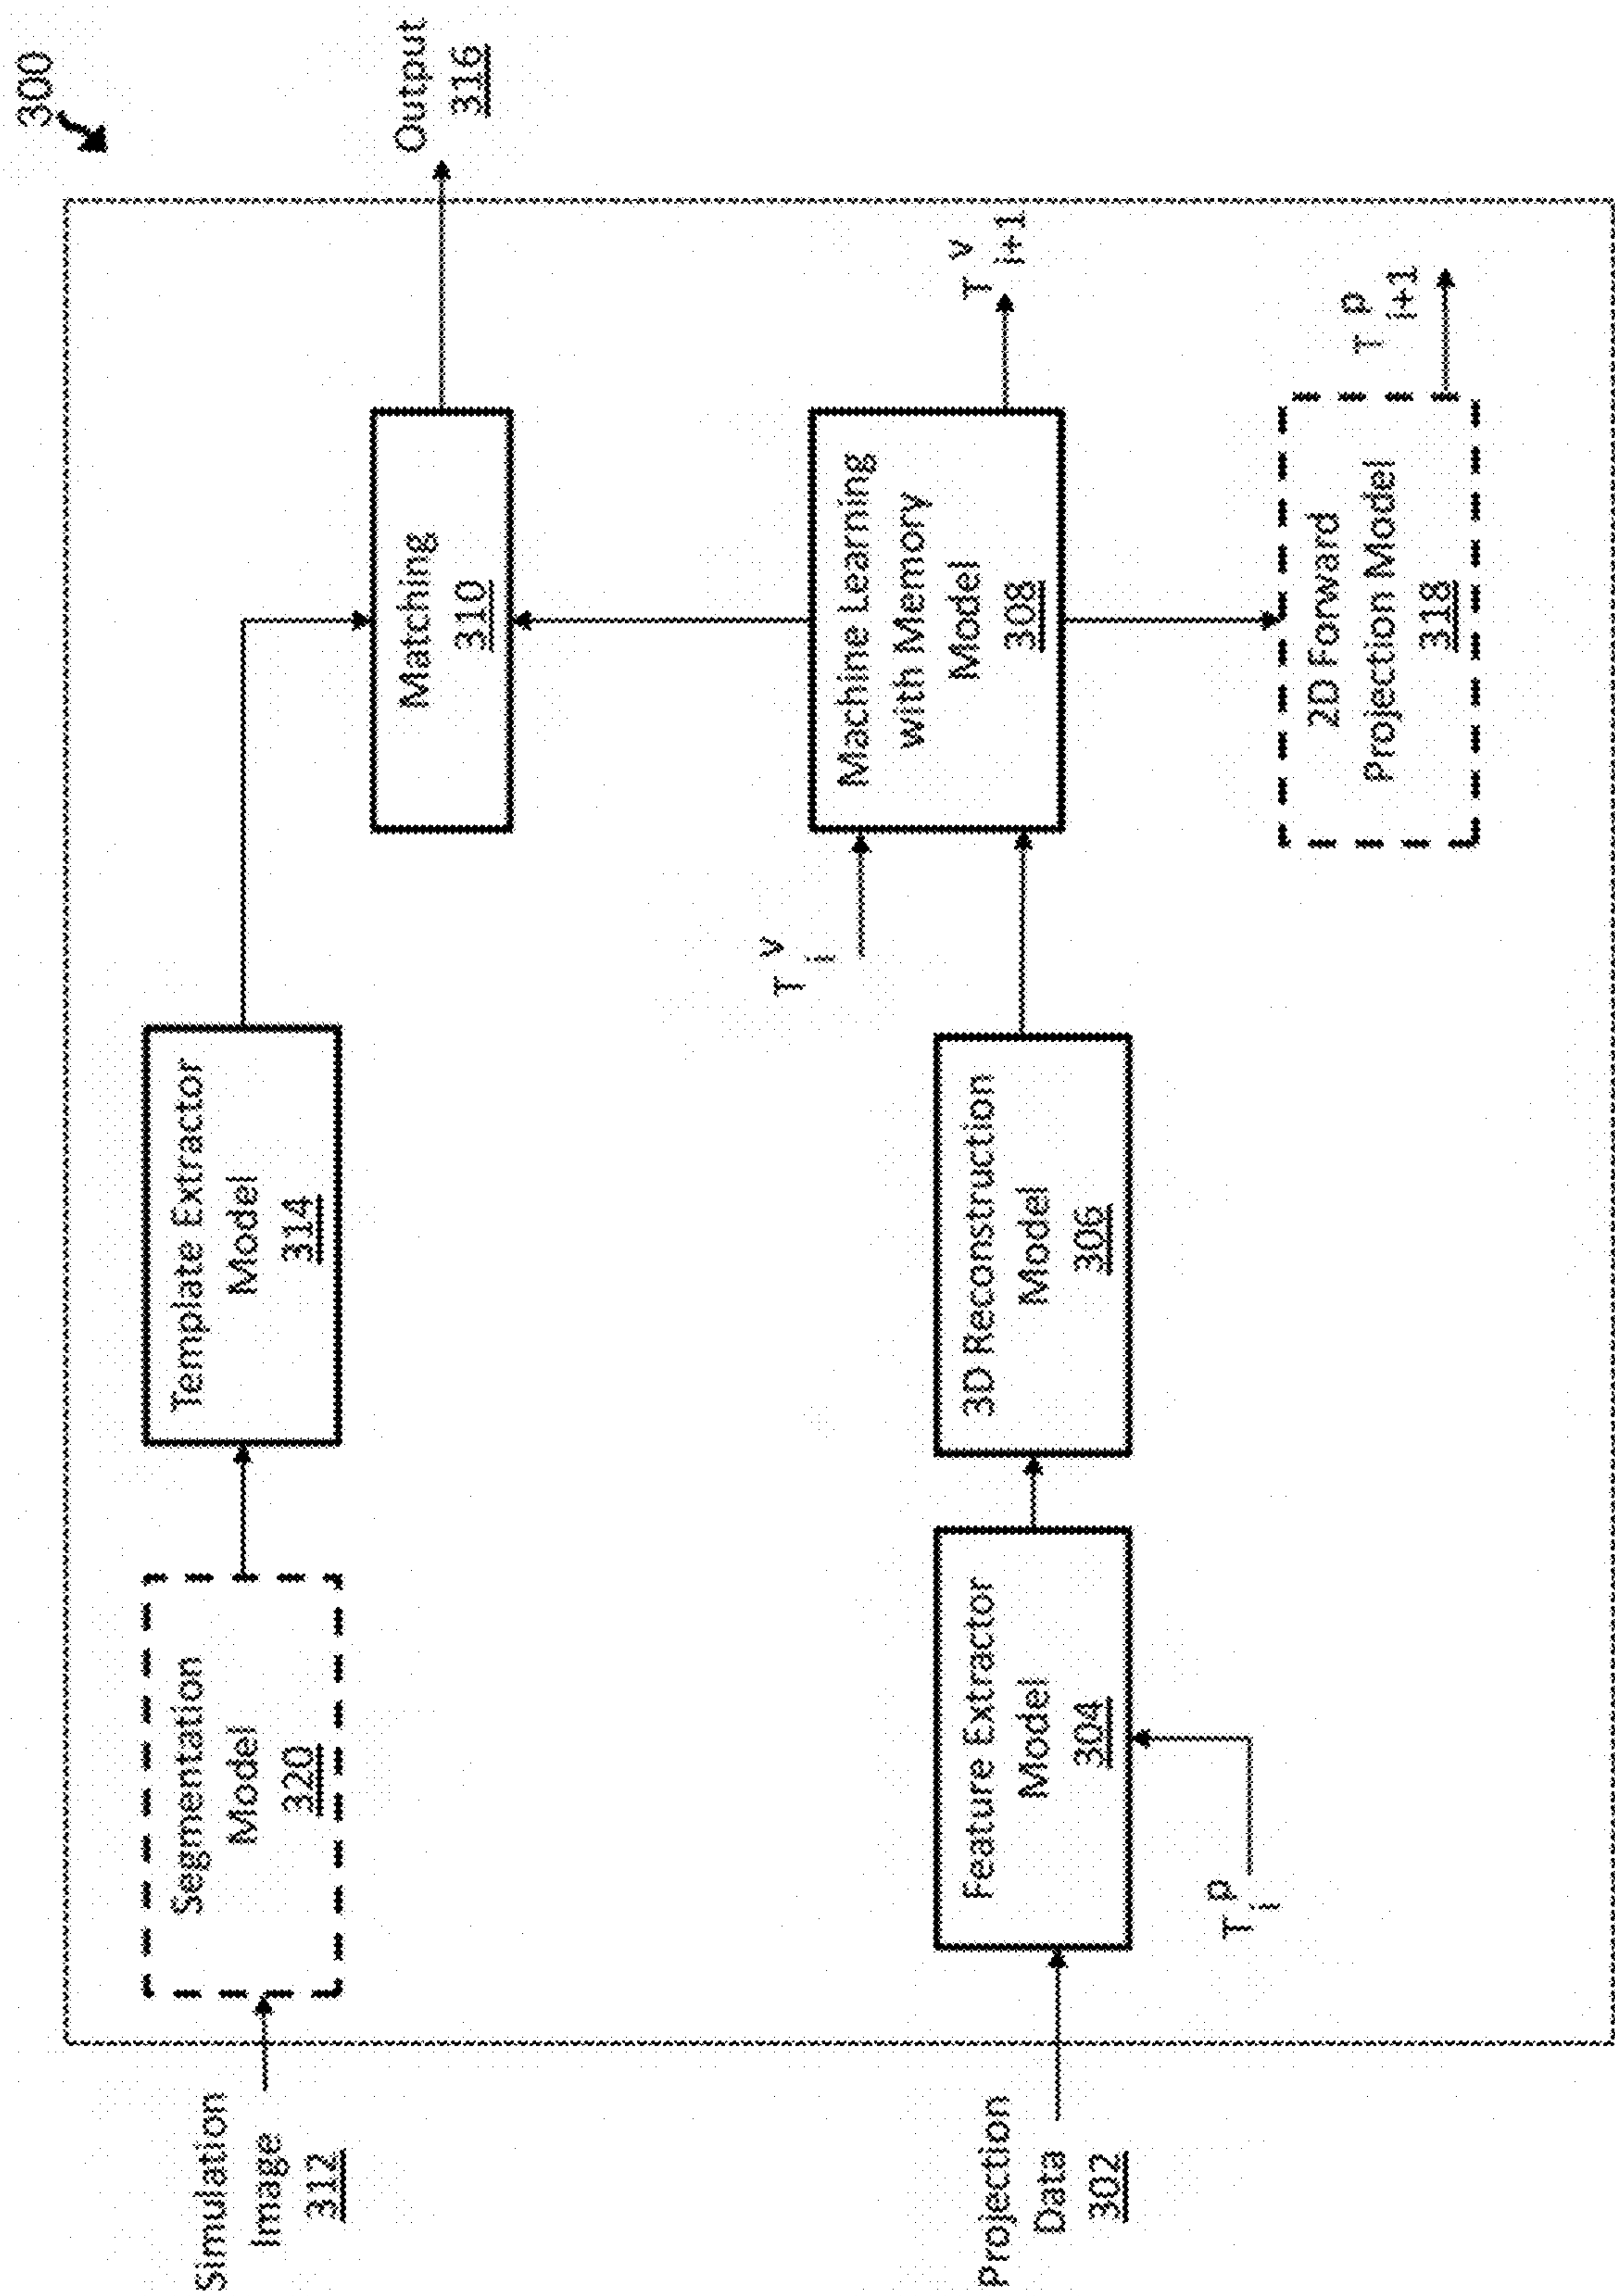 300
Simulation
Image
312
Segmentation
Model
320
Template Extractor
Model
314
Matching
310
Output
316
Projection
Data
302
Feature Extractor
Model
304
T p
i
3D Reconstruction
Model
306
T v
i
Machine Learning
with Memory
Model
308
T v
i+1
2D Forward
Projection Model
318
T p
i+1